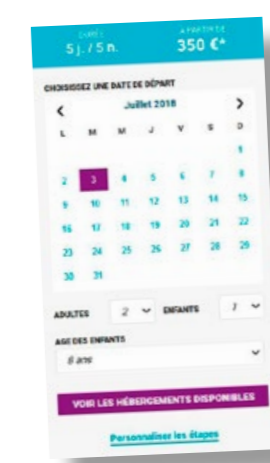 DURÉE À PARTIR DE
5 j. / 5 n. 350 €*
CHOISISSEZ UNE DATE DE DÉPART
< Juillet 2018 >
L M M J V S D
1
2 3 4 5 6 7 8
9 10 11 12 13 14 15
16 17 18 19 20 21 22
23 24 25 26 27 28 29
30 31
ADULTES 2 ENFANTS 1
AGE DES ENFANTS
8 ans
VOIR LES HÉBERGEMENTS DISPONIBLES
Personnaliser les étapes